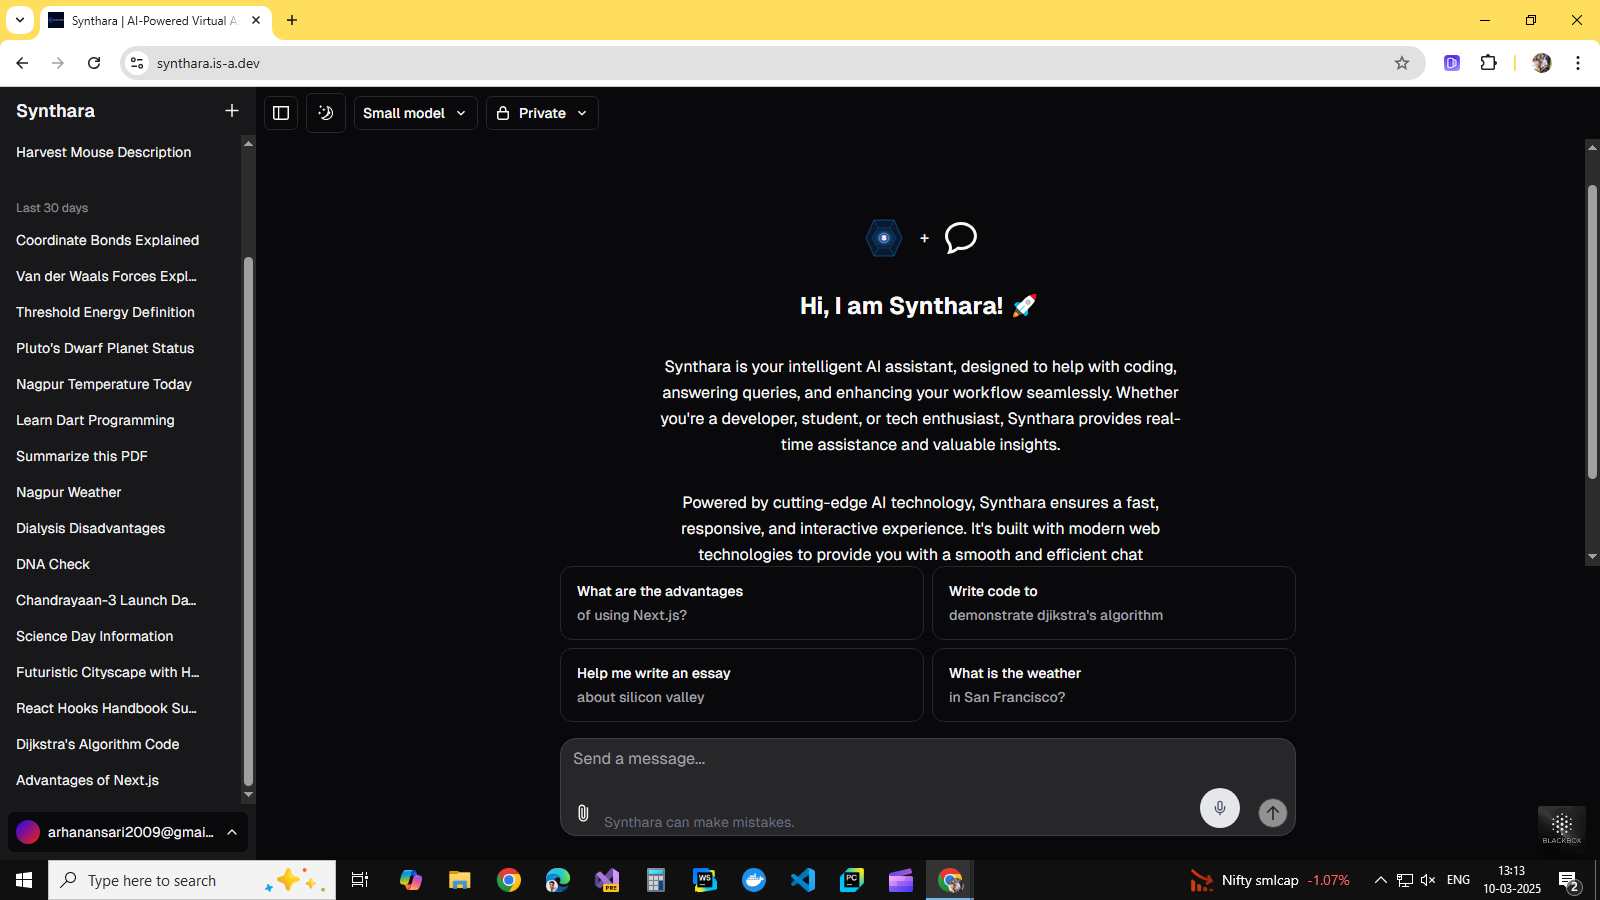 Synthara | AI-Powered Virtual A
synthara.is-a.dev
Synthara
Small model
Private
Harvest Mouse Description
Last 30 days
Coordinate Bonds Explained
Van der Waals Forces Expl...
Threshold Energy Definition
Pluto's Dwarf Planet Status
Nagpur Temperature Today
Learn Dart Programming
Summarize this PDF
Nagpur Weather
Dialysis Disadvantages
DNA Check
Chandrayaan-3 Launch Da...
Science Day Information
Futuristic Cityscape with H...
React Hooks Handbook Su...
Dijkstra's Algorithm Code
Advantages of Next.js
arhanansari2009@gmai...
+
Hi, I am Synthara! 🚀
Synthara is your intelligent AI assistant, designed to help with coding,
answering queries, and enhancing your workflow seamlessly. Whether
you're a developer, student, or tech enthusiast, Synthara provides real-
time assistance and valuable insights.
Powered by cutting-edge AI technology, Synthara ensures a fast,
responsive, and interactive experience. It's built with modern web
technologies to provide you with a smooth and efficient chat
What are the advantages
of using Next.js?
Write code to
demonstrate djikstra's algorithm
Help me write an essay
about silicon valley
What is the weather
in San Francisco?
Send a message...
Synthara can make mistakes.
BLACKBOX
Type here to search
PRE
WS
PC
Nifty smlcap -1.07%
ENG
13:13
10-03-2025
2